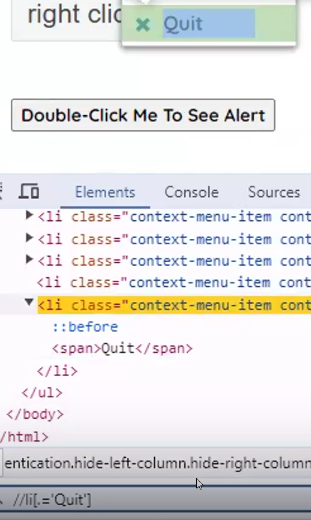 right clic
Quit
Double-Click Me To See Alert
Elements Console Sources
<li class="context-menu-item cont
<li class="context-menu-item cont
<li class="context-menu-item cont
<li class="context-menu-item cont
<li class="context-menu-item cont
::before
<span>Quit</span>
</li>
</ul>
</body>
/html>
entication.hide-left-column.hide-right-column
//li[.='Quit']